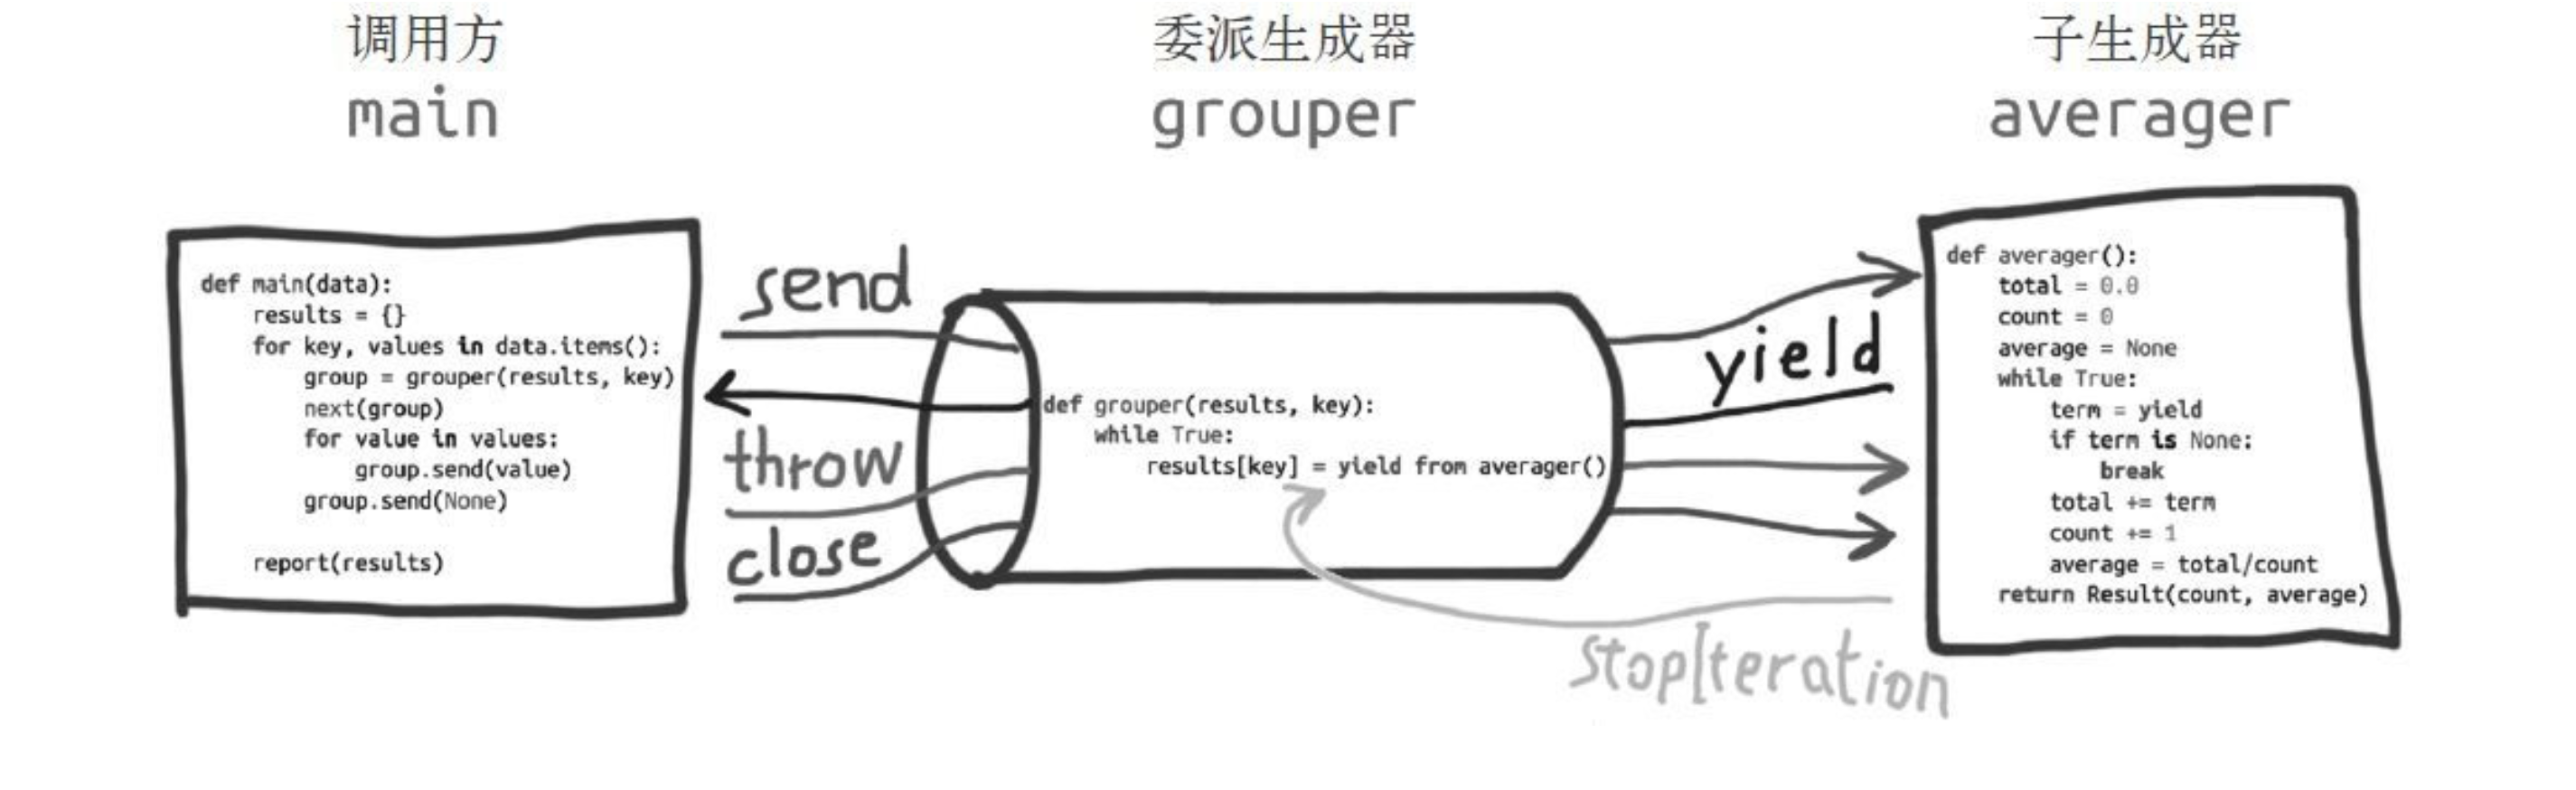 调用方
main
def main(data):
    results = {}
    for key, values in data.items():
        group = grouper(results, key)
        next(group)
        for value in values:
            group.send(value)
        group.send(None)
    report(results)
send
throw
close
委派生成器
grouper
def grouper(results, key):
    while True:
        results[key] = yield from averager()
yield
StopIteration
子生成器
averager
def averager():
    total = 0.0
    count = 0
    average = None
    while True:
        term = yield
        if term is None:
            break
        total += term
        count += 1
        average = total/count
    return Result(count, average)